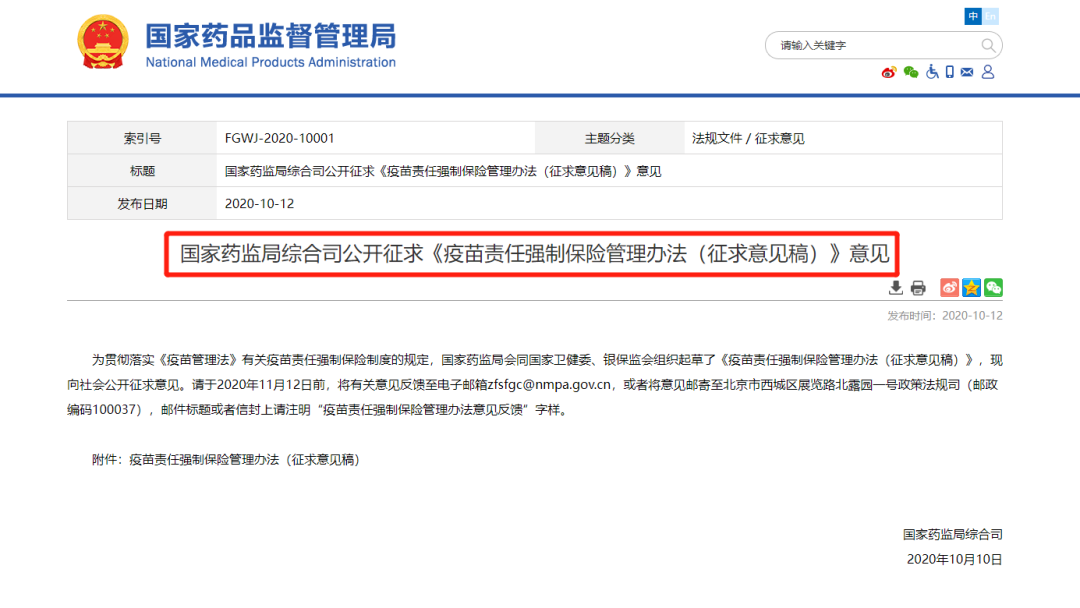 中 En
国家药品监督管理局
National Medical Products Administration
请输入关键字
索引号 FGWJ-2020-10001 主题分类 法规文件 / 征求意见
标题 国家药监局综合司公开征求《疫苗责任强制保险管理办法（征求意见稿）》意见
发布日期 2020-10-12
国家药监局综合司公开征求《疫苗责任强制保险管理办法（征求意见稿）》意见
发布时间：2020-10-12
为贯彻落实《疫苗管理法》有关疫苗责任强制保险制度的规定，国家药监局会同国家卫健委、银保监会组织起草了《疫苗责任强制保险管理办法（征求意见稿）》，现
向社会公开征求意见。请于2020年11月12日前，将有关意见反馈至电子邮箱zfsfgc@nmpa.gov.cn，或者将意见邮寄至北京市西城区展览路北露园一号政策法规司（邮政
编码100037），邮件标题或者信封上请注明“疫苗责任强制保险管理办法意见反馈”字样。
附件：疫苗责任强制保险管理办法（征求意见稿）
国家药监局综合司
2020年10月10日